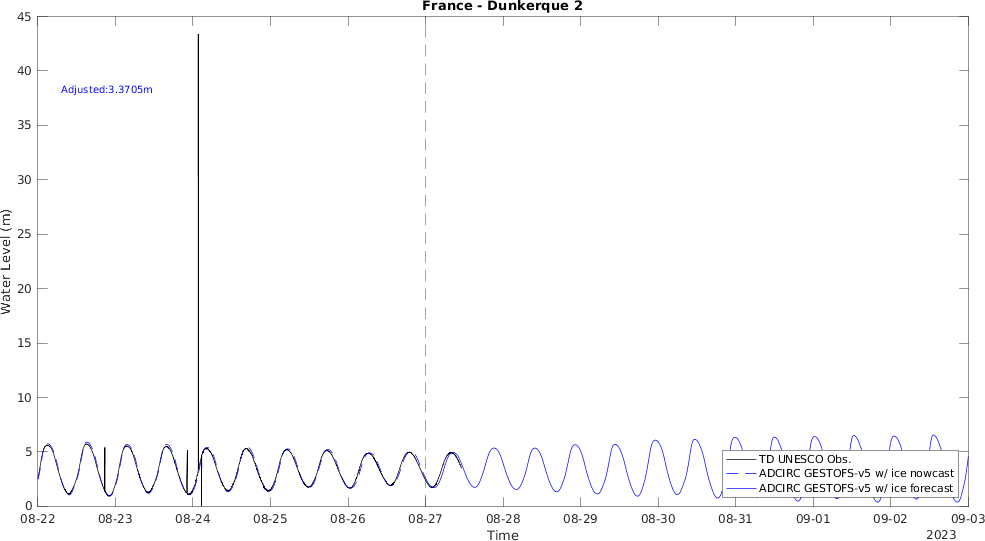 France - Dunkerque 2
Adjusted:3.3705m
Water Level (m)
45
40
35
30
25
20
15
10
5
0
08-22 08-23 08-24 08-25 08-26 08-27 08-28 08-29 08-30 08-31 09-01 09-02 09-03
Time
2023
TD UNESCO Obs.
ADCIRC GESTOFS-v5 w/ ice nowcast
ADCIRC GESTOFS-v5 w/ ice forecast